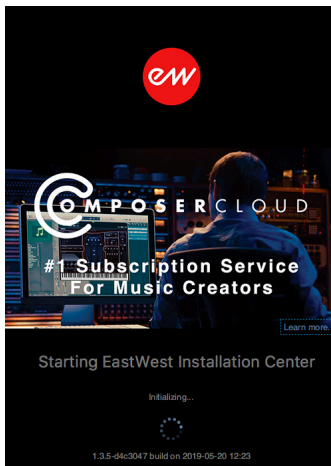 ew
COMPOSERCLOUD
#1 Subscription Service
For Music Creators
Learn more.
Starting EastWest Installation Center
Initializing...
1.3.5-d4c3047 build on 2019-05-20 12:23